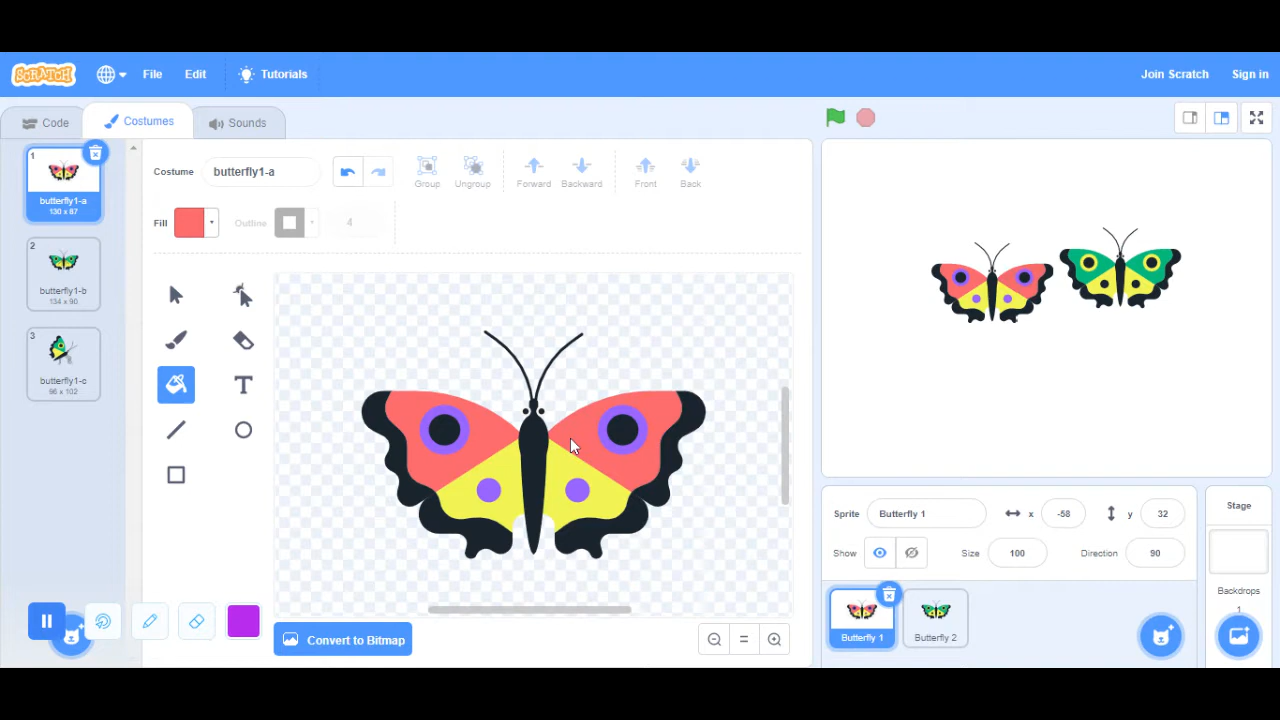 SCRATCH File Edit Tutorials Join Scratch Sign in
Code Costumes Sounds
1
butterfly1-a
130 x 87
2
butterfly1-b
134 x 90
3
butterfly1-c
96 x 102
Costume butterfly1-a Group Ungroup Forward Backward Front Back
Fill Outline 4
T
Convert to Bitmap
Sprite Butterfly 1 x -58 y 32
Show Size 100 Direction 90
Butterfly 1 Butterfly 2
Stage
Backdrops
1